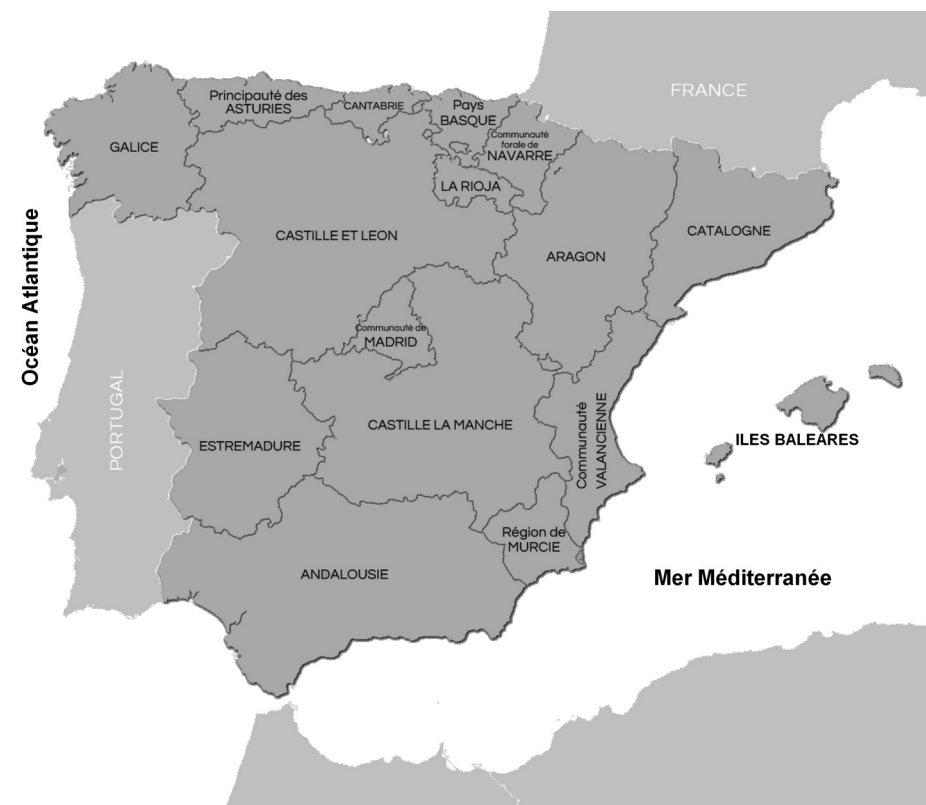 FRANCE
Principauté des
ASTURIES
CANTABRIE
Pays
BASQUE
Communauté
forale de
NAVARRE
GALICE
LA RIOJA
CASTILLE ET LEON
ARAGON
CATALOGNE
Océan Atlantique
Communauté de
MADRID
PORTUGAL
ESTREMADURE
CASTILLE LA MANCHE
Communauté
VALANCIENNE
ILES BALEARES
Région de
MURCIE
ANDALOUSIE
Mer Méditerranée